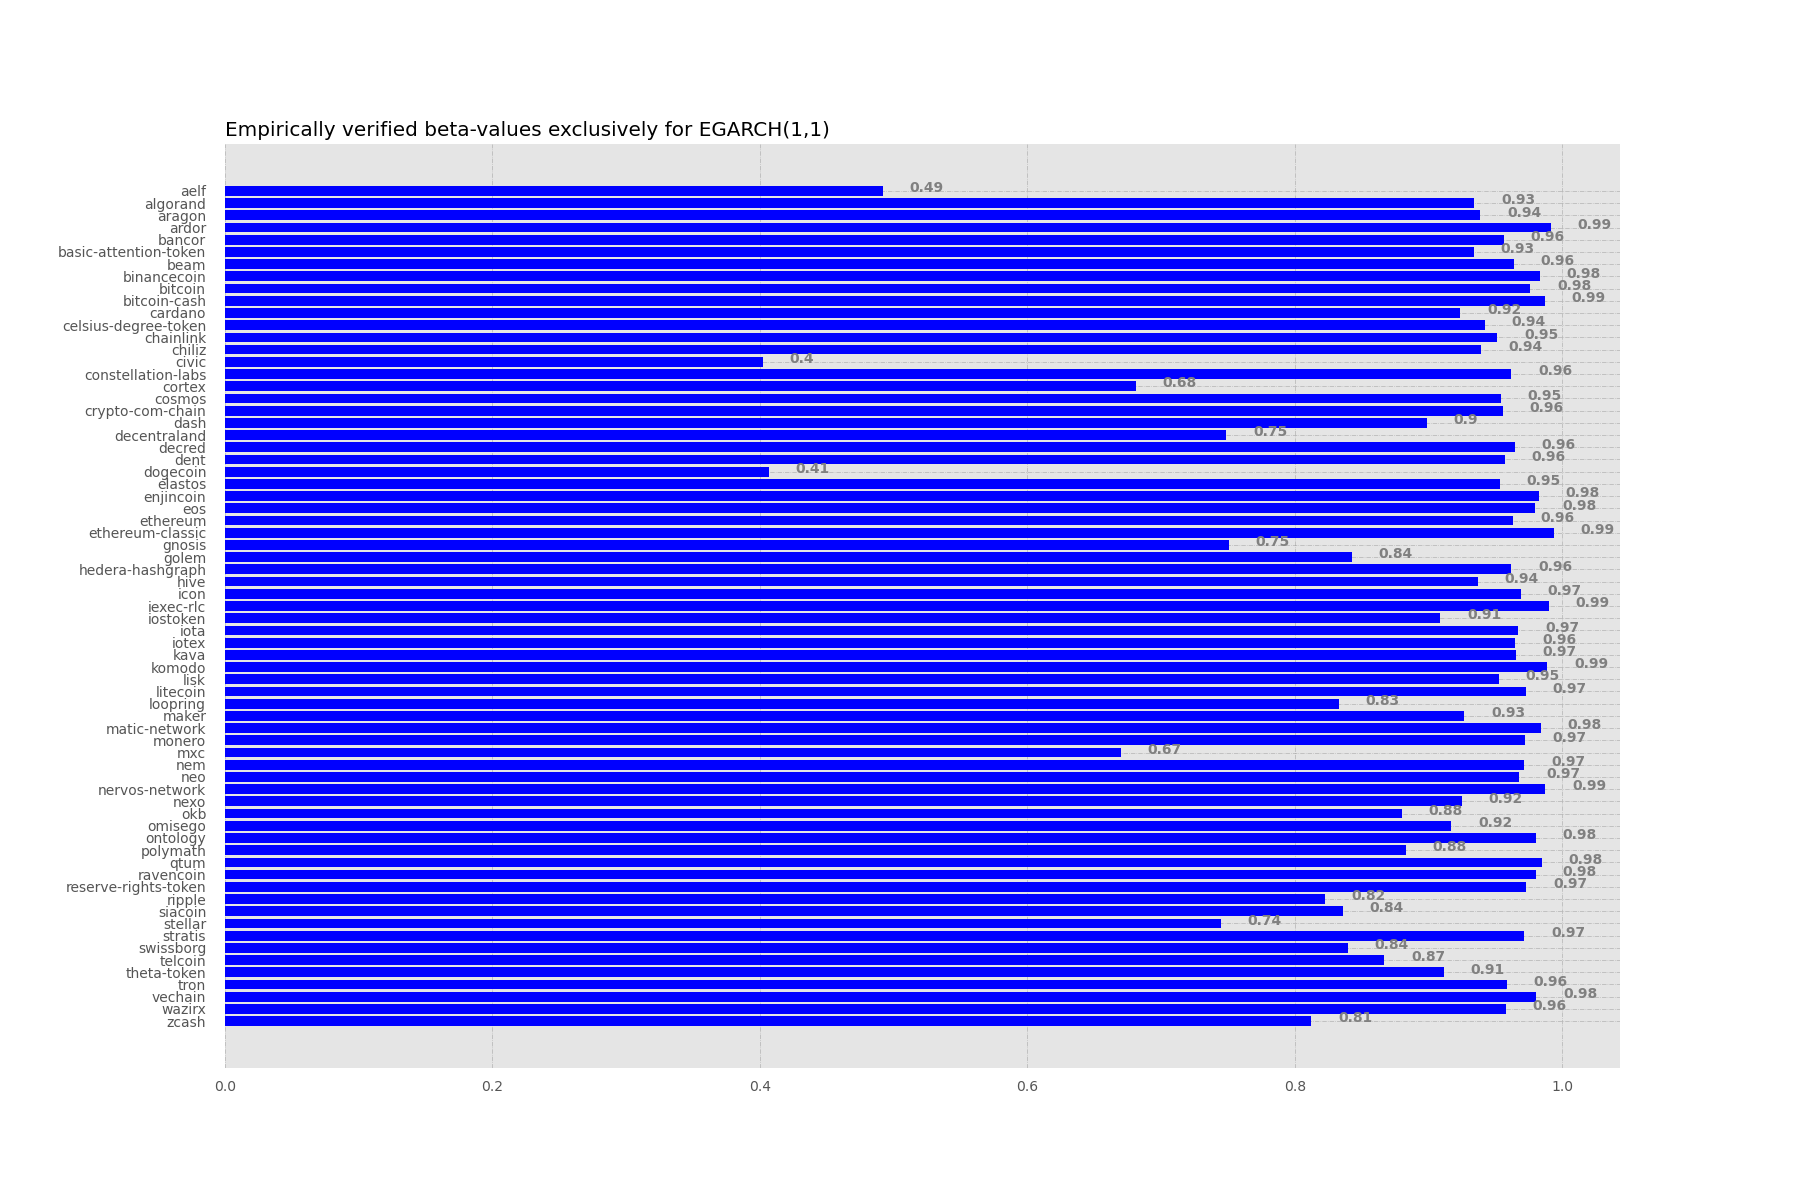 Empirically verified beta-values exclusively for EGARCH(1,1)
aelf 0.49
algorand 0.93
aragon 0.94
ardor 0.99
bancor 0.96
basic-attention-token 0.93
beam 0.96
binancecoin 0.98
bitcoin 0.98
bitcoin-cash 0.99
cardano 0.92
celsius-degree-token 0.94
chainlink 0.95
chiliz 0.94
civic 0.4
constellation-labs 0.96
cortex 0.68
cosmos 0.95
crypto-com-chain 0.96
dash 0.9
decentraland 0.75
decred 0.96
dent 0.96
dogecoin 0.41
elastos 0.95
enjincoin 0.98
eos 0.98
ethereum 0.96
ethereum-classic 0.99
gnosis 0.75
golem 0.84
hedera-hashgraph 0.96
hive 0.94
icon 0.97
iexec-rlc 0.99
iostoken 0.91
iota 0.97
iotex 0.96
kava 0.97
komodo 0.99
lisk 0.95
litecoin 0.97
loopring 0.83
maker 0.93
matic-network 0.98
monero 0.97
mxc 0.67
nem 0.97
neo 0.97
nervos-network 0.99
nexo 0.92
okb 0.88
omisego 0.92
ontology 0.98
polymath 0.88
qtum 0.98
ravencoin 0.98
reserve-rights-token 0.97
ripple 0.82
siacoin 0.84
stellar 0.74
stratis 0.97
swissborg 0.84
telcoin 0.87
theta-token 0.91
tron 0.96
vechain 0.98
wazirx 0.96
zcash 0.81
0.0 0.2 0.4 0.6 0.8 1.0